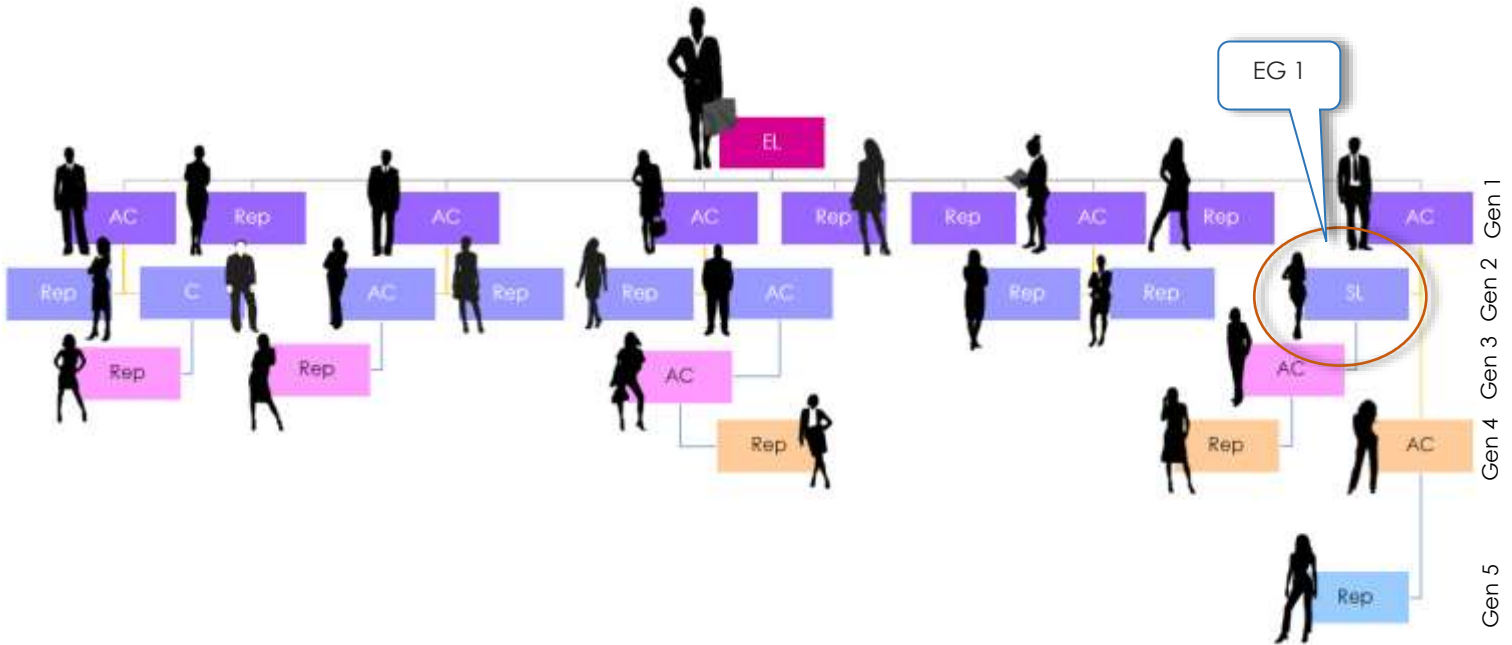 EG 1
EL
AC
Rep
AC
AC
Rep
Rep
AC
Rep
AC
Gen 1
Rep
C
AC
Rep
Rep
AC
Rep
Rep
SL
Gen 2
Rep
Rep
AC
AC
Gen 3
Rep
Rep
AC
Gen 4
Rep
Gen 5